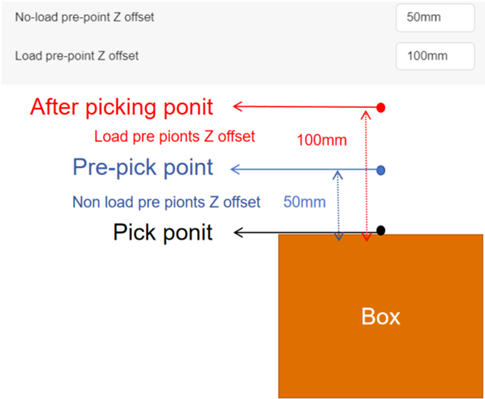 No-load pre-point Z offset
50mm
Load pre-point Z offset
100mm
After picking ponit
Load pre pionts Z offset
100mm
Pre-pick point
Non load pre pionts Z offset
50mm
Pick ponit
Box